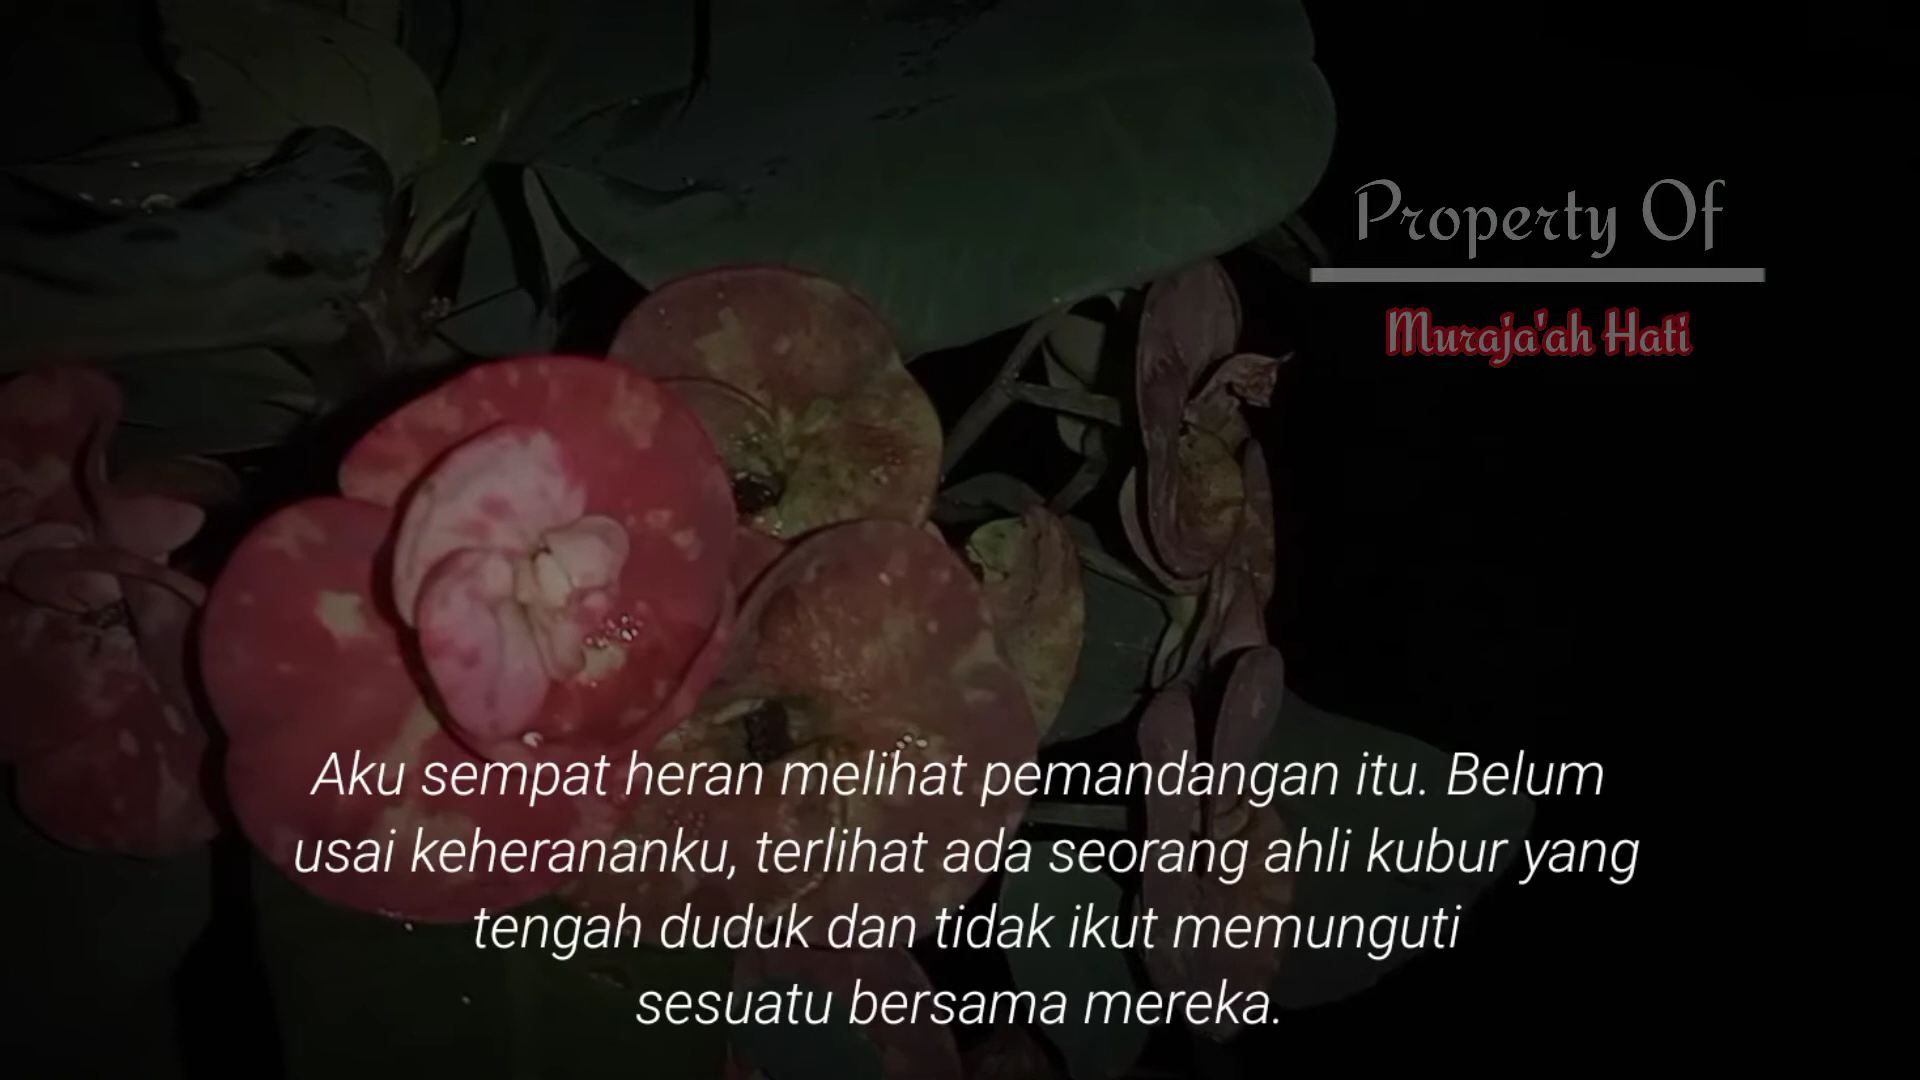 Property Of
Muraja'ah Hati
Aku sempat heran melihat pemandangan itu. Belum
usai keherananku, terlihat ada seorang ahli kubur yang
tengah duduk dan tidak ikut memunguti
sesuatu bersama mereka.